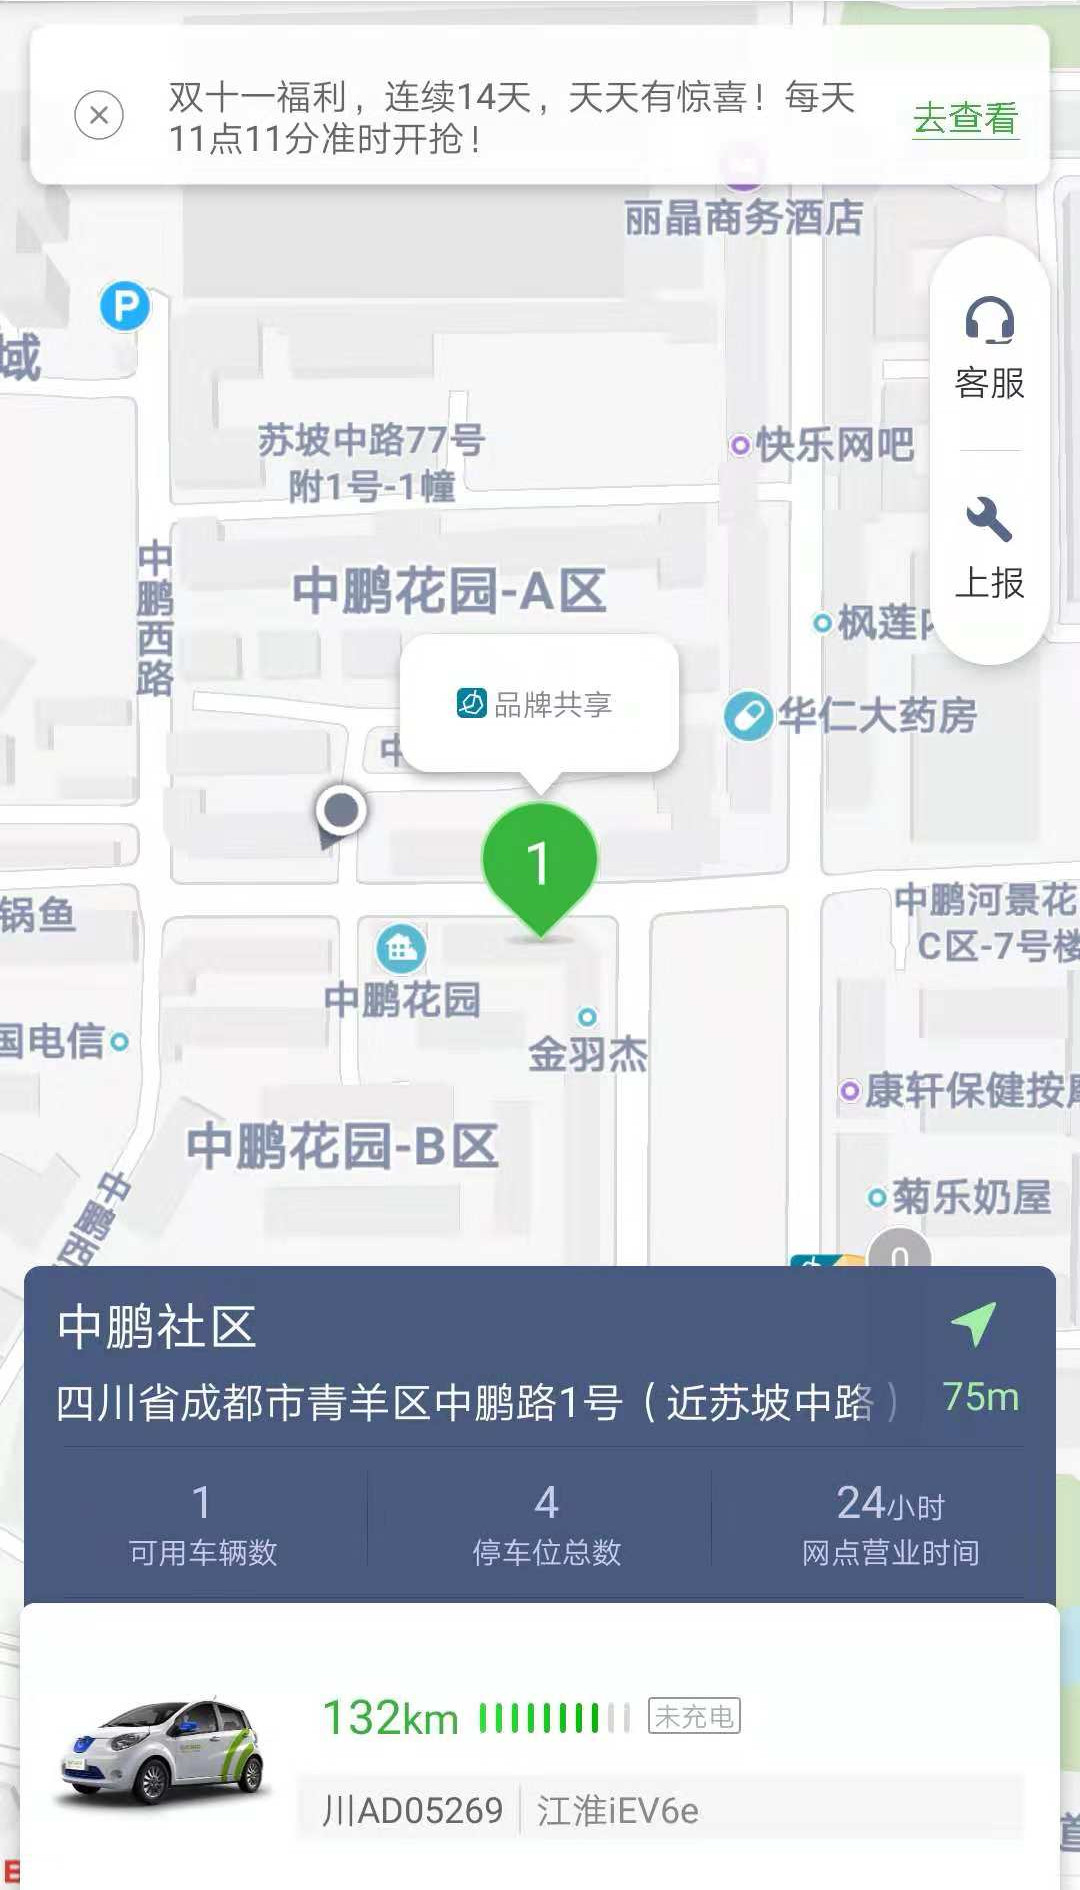 双十一福利，连续14天，天天有惊喜！每天
11点11分准时开抢！
去查看
丽晶商务酒店
P
域
客服
苏坡中路77号
附1号-1幢
快乐网吧
上报
中鹏西路
中鹏花园-A区
枫莲
品牌共享
华仁大药房
中
1
锅鱼
中鹏河景花
C区-7号楼
中鹏花园
国电信
金羽杰
康轩保健按摩
中鹏花园-B区
菊乐奶屋
中鹏西
0
中鹏社区
四川省成都市青羊区中鹏路1号（近苏坡中路）
75m
1
可用车辆数
4
停车位总数
24小时
网点营业时间
132km
未充电
川AD05269
江淮iEV6e
道